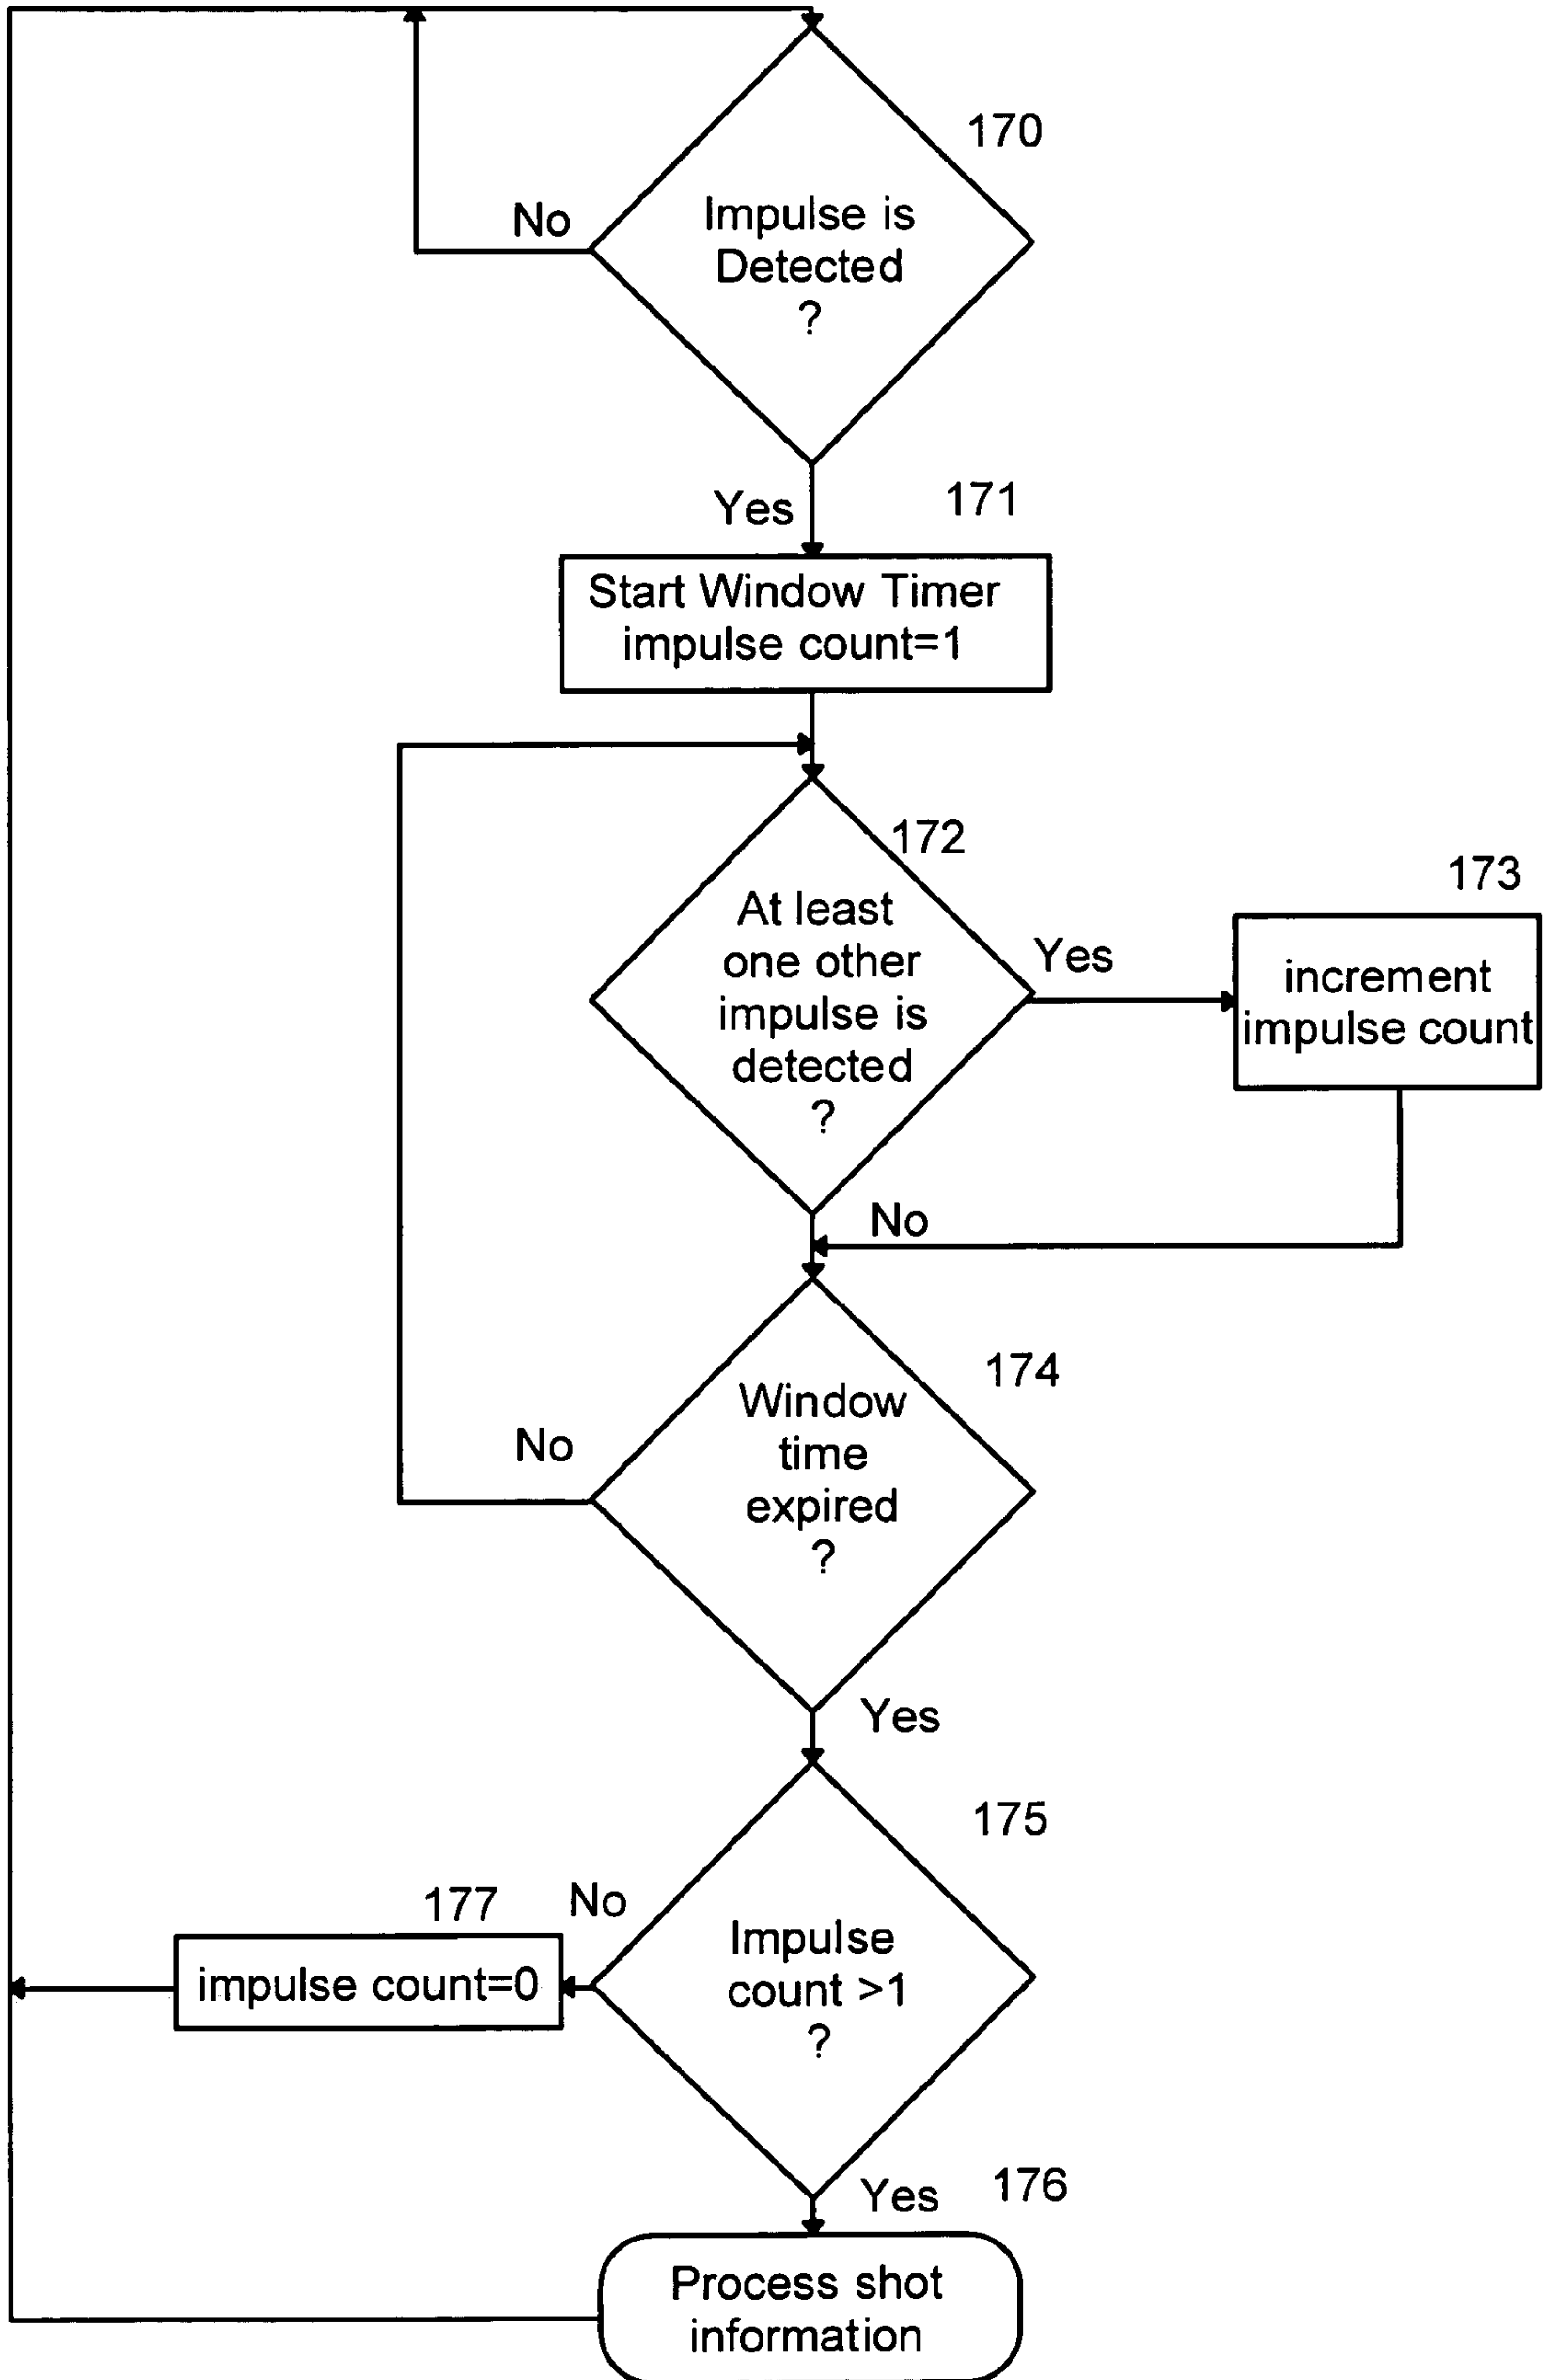 170
No
Impulse is
Detected
?
Yes
171
Start Window Timer
impulse count=1
172
At least
one other
impulse is
detected
?
Yes
173
increment
impulse count
No
174
Window
time
expired
?
No
Yes
175
Impulse
count >1
?
No
177
impulse count=0
Yes
176
Process shot
information